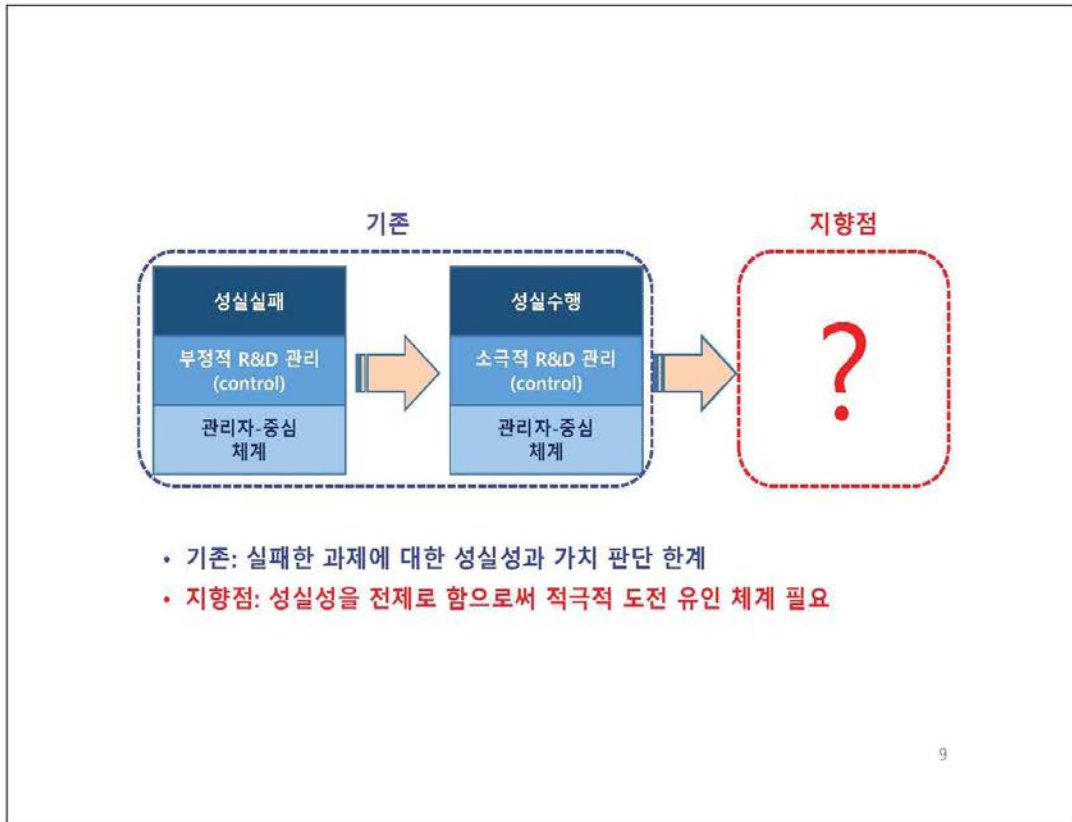 기존
지향점
성실실패
부정적 R&D 관리
(control)
관리자-중심
체계
성실수행
소극적 R&D 관리
(control)
관리자-중심
체계
?
• 기존: 실패한 과제에 대한 성실성과 가치 판단 한계
• 지향점: 성실성을 전제로 함으로써 적극적 도전 유인 체계 필요
9